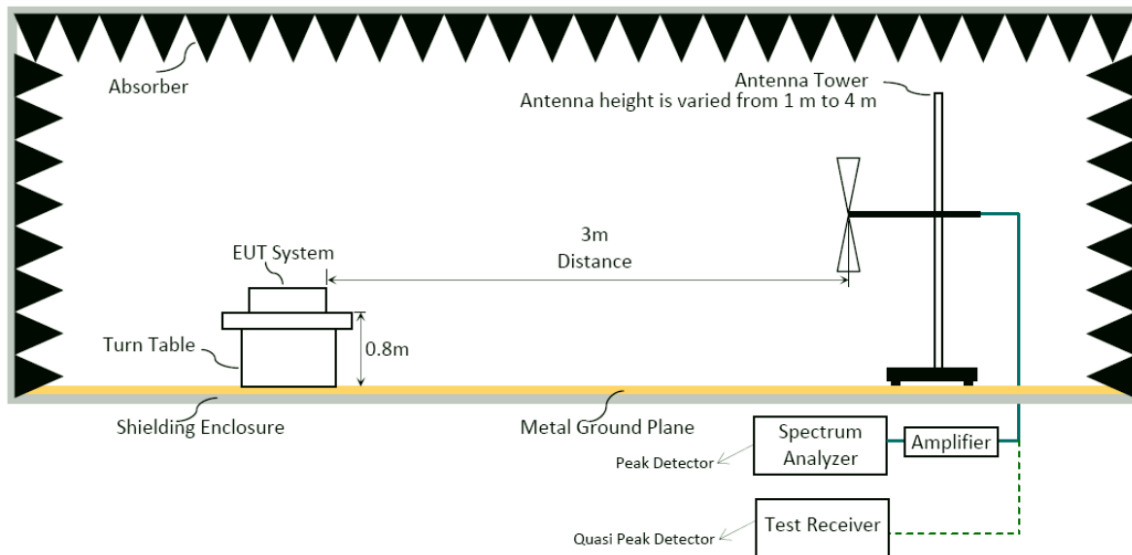 Absorber
Antenna Tower
Antenna height is varied from 1 m to 4 m
3m
Distance
EUT System
Turn Table
0.8m
Shielding Enclosure
Metal Ground Plane
Spectrum
Analyzer
Amplifier
Peak Detector
Test Receiver
Quasi Peak Detector